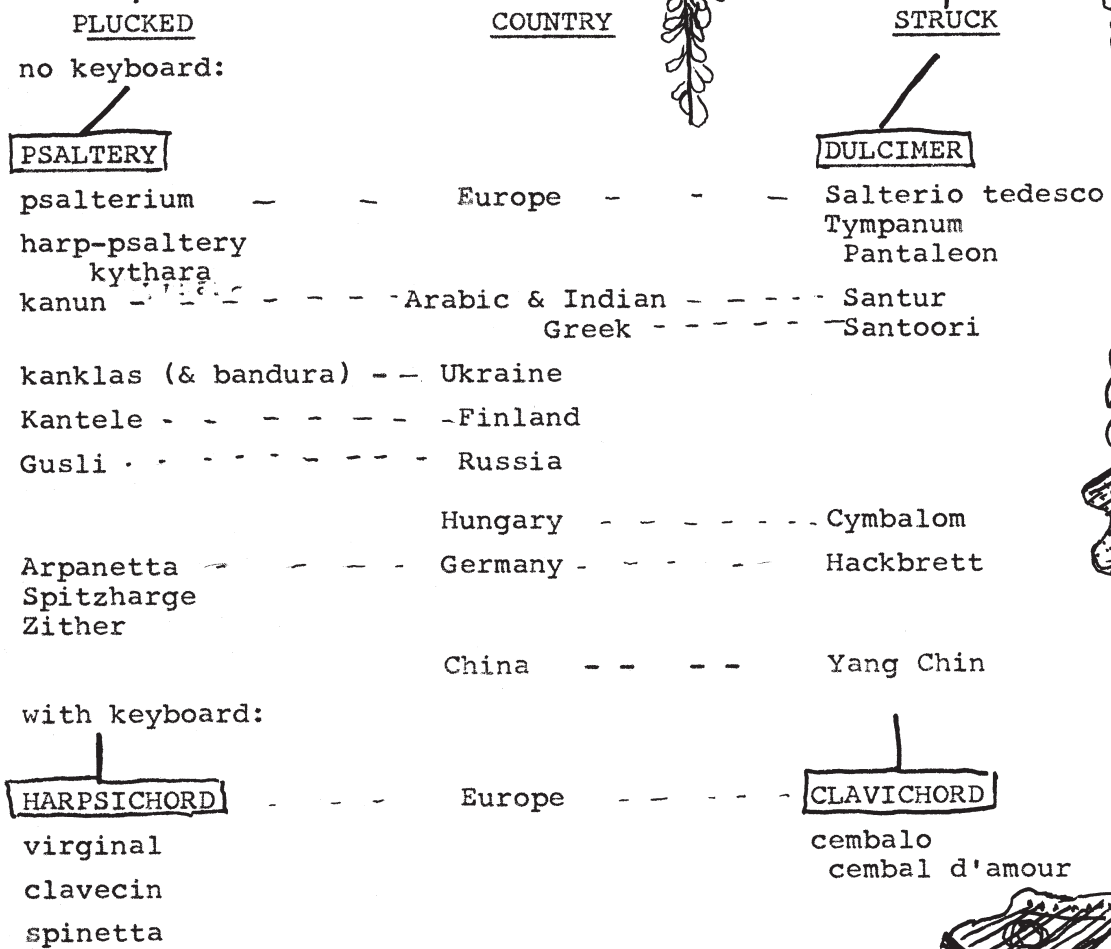 PLUCKED COUNTRY STRUCK
no keyboard:
PSALTERY DULCIMER
psalterium - - Europe - - - Salterio tedesco
Tympanum
harp-psaltery Pantaleon
kythara
kanun - - - - - - - Arabic & Indian - - - - - Santur
Greek - - - - - - Santoori
kanklas (& bandura) - - Ukraine
Kantele - - - - - - - - Finland
Gusli - - - - - - - - - Russia
Hungary - - - - - - - Cymbalom
Arpanetta - - - - Germany - - - - - Hackbrett
Spitzharge
Zither
China - - - - Yang Chin
with keyboard:
HARPSICHORD - - - Europe - - - - - CLAVICHORD
virginal cembalo
cembal d'amour
clavecin
spinetta